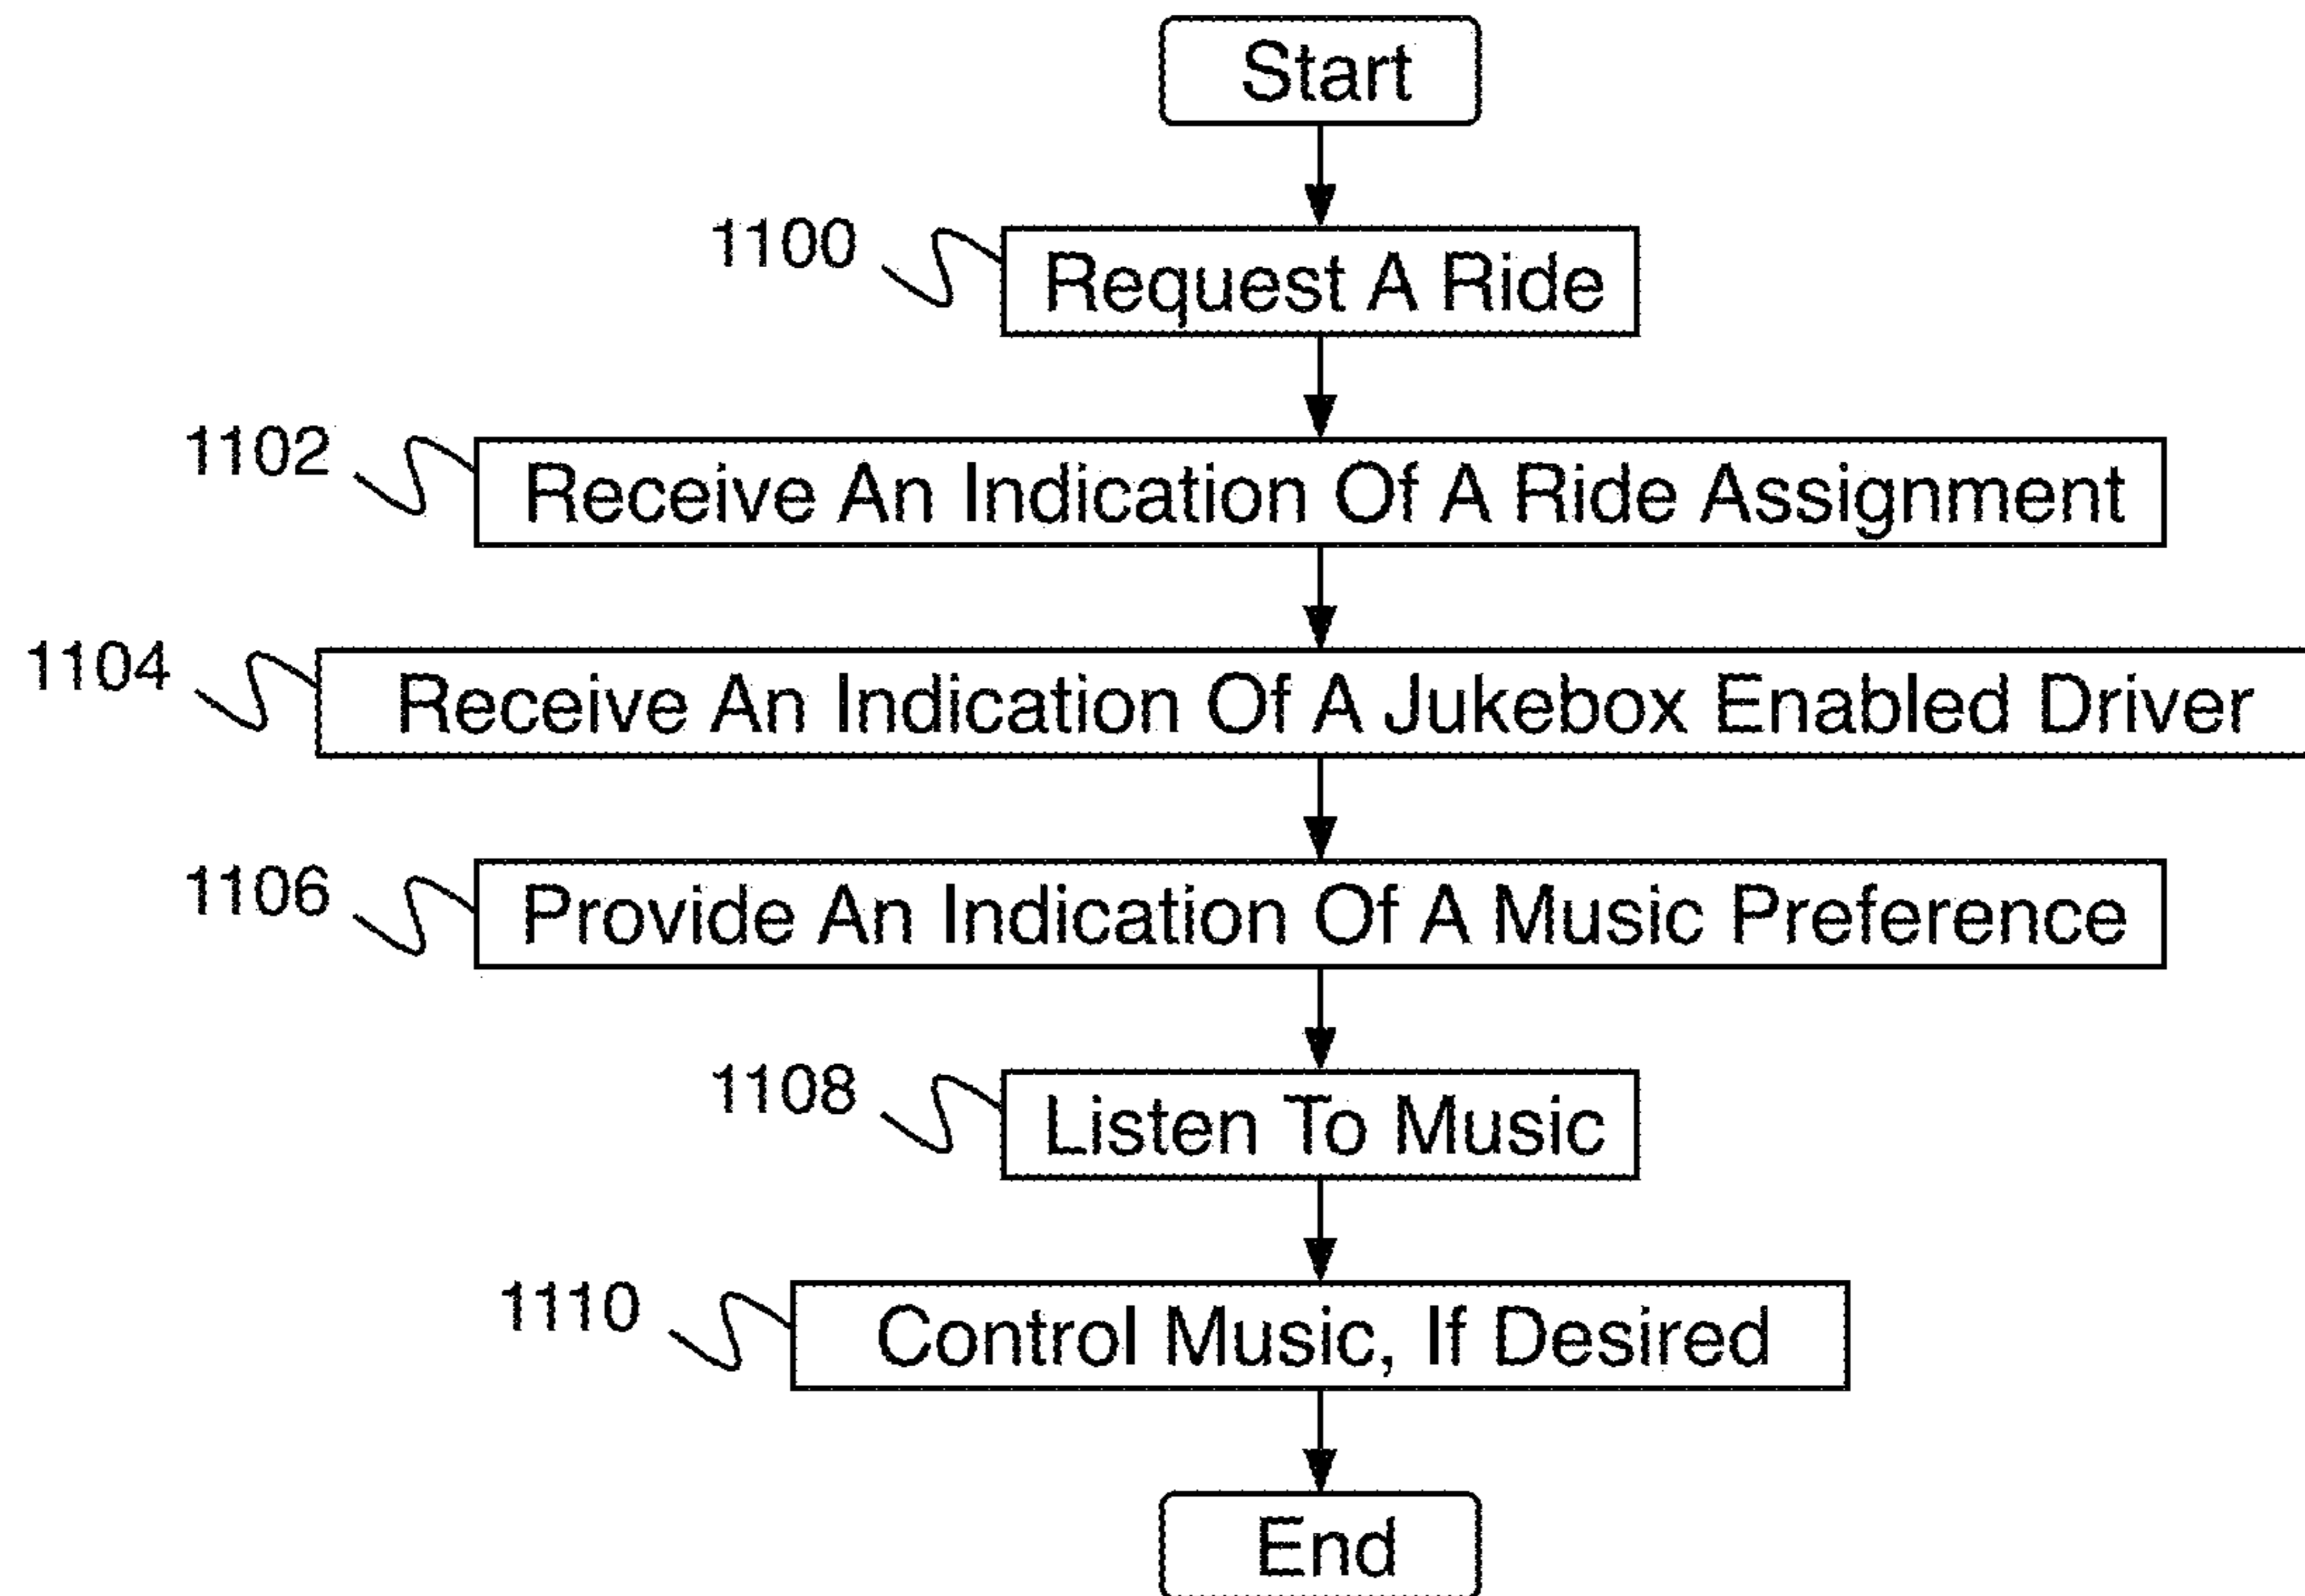 Start
1100
Request A Ride
1102
Receive An Indication Of A Ride Assignment
1104
Receive An Indication Of A Jukebox Enabled Driver
1106
Provide An Indication Of A Music Preference
1108
Listen To Music
1110
Control Music, If Desired
End